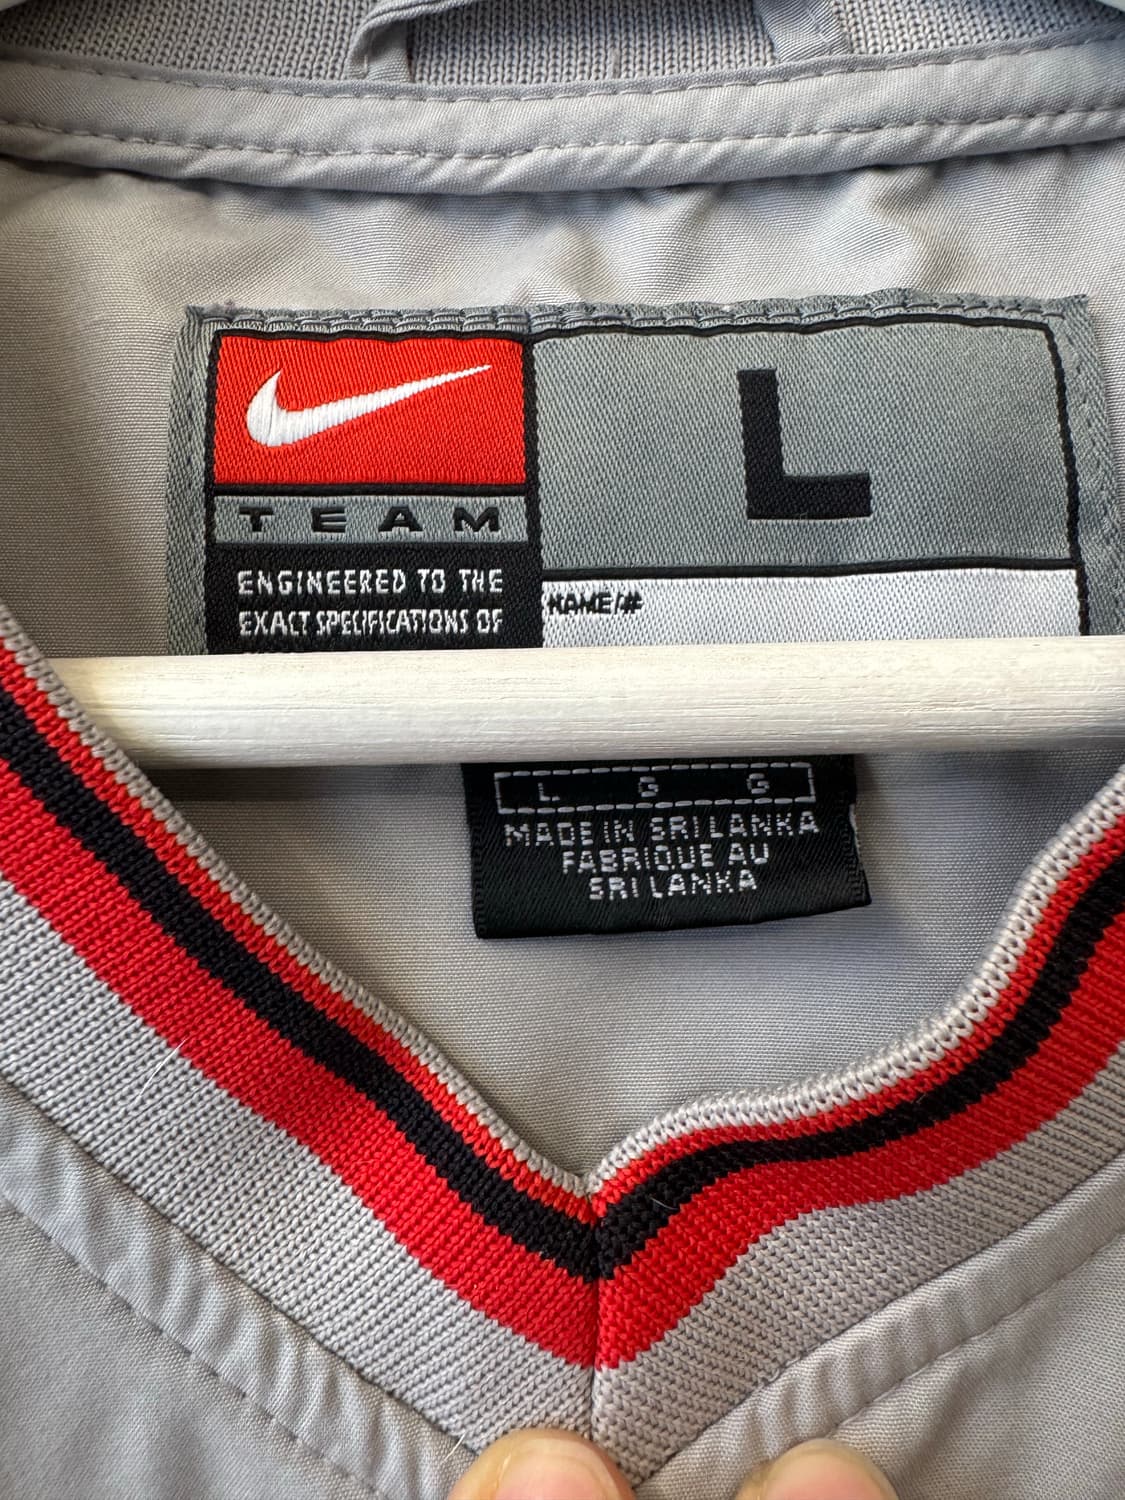 L
TEAM
ENGINEERED TO THE
EXACT SPECIFICATIONS OF
NAME/#
L G G
MADE IN SRI LANKA
FABRIQUE AU
SRI LANKA